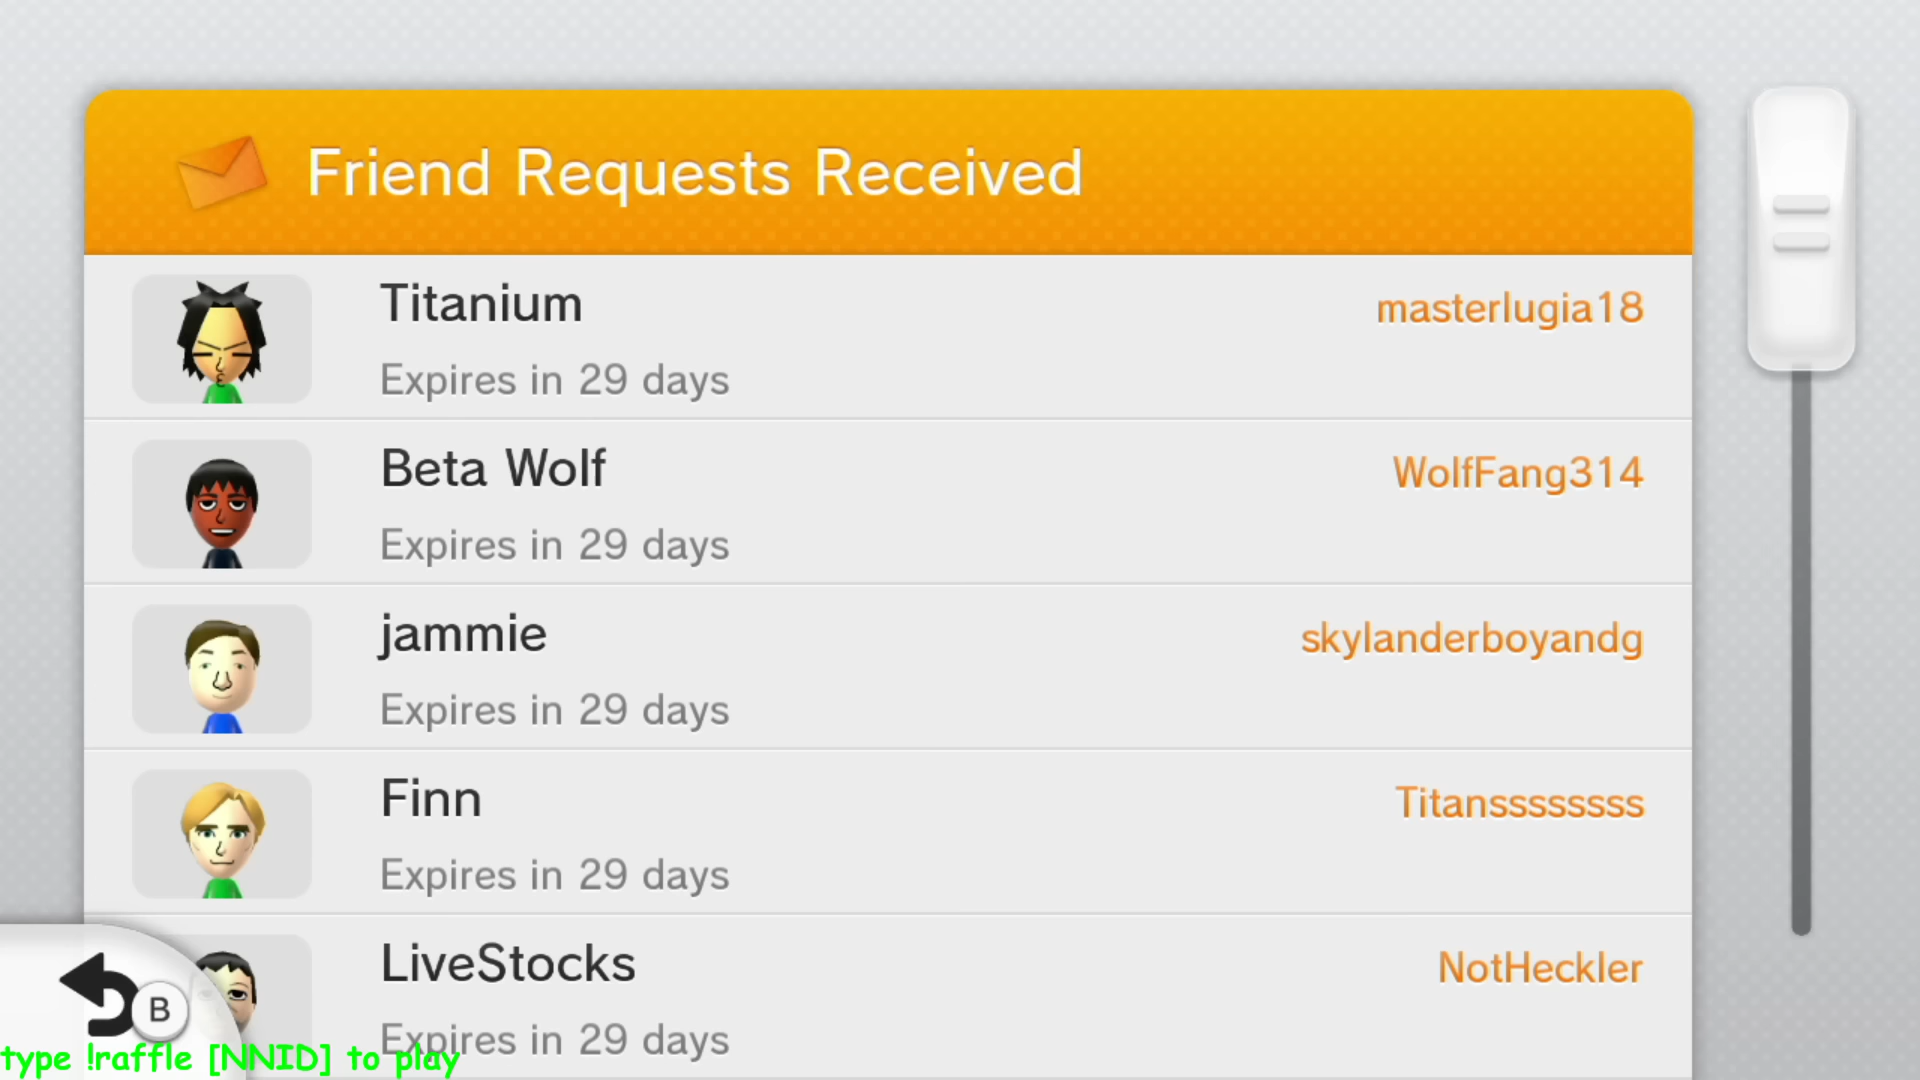 Friend Requests Received
Titanium
masterlugia18
Expires in 29 days
Beta Wolf
WolfFang314
Expires in 29 days
jammie
skylanderboyandg
Expires in 29 days
Finn
Titanssssssss
Expires in 29 days
LiveStocks
NotHeckler
Expires in 29 days
B
type !raffle [NNID] to play